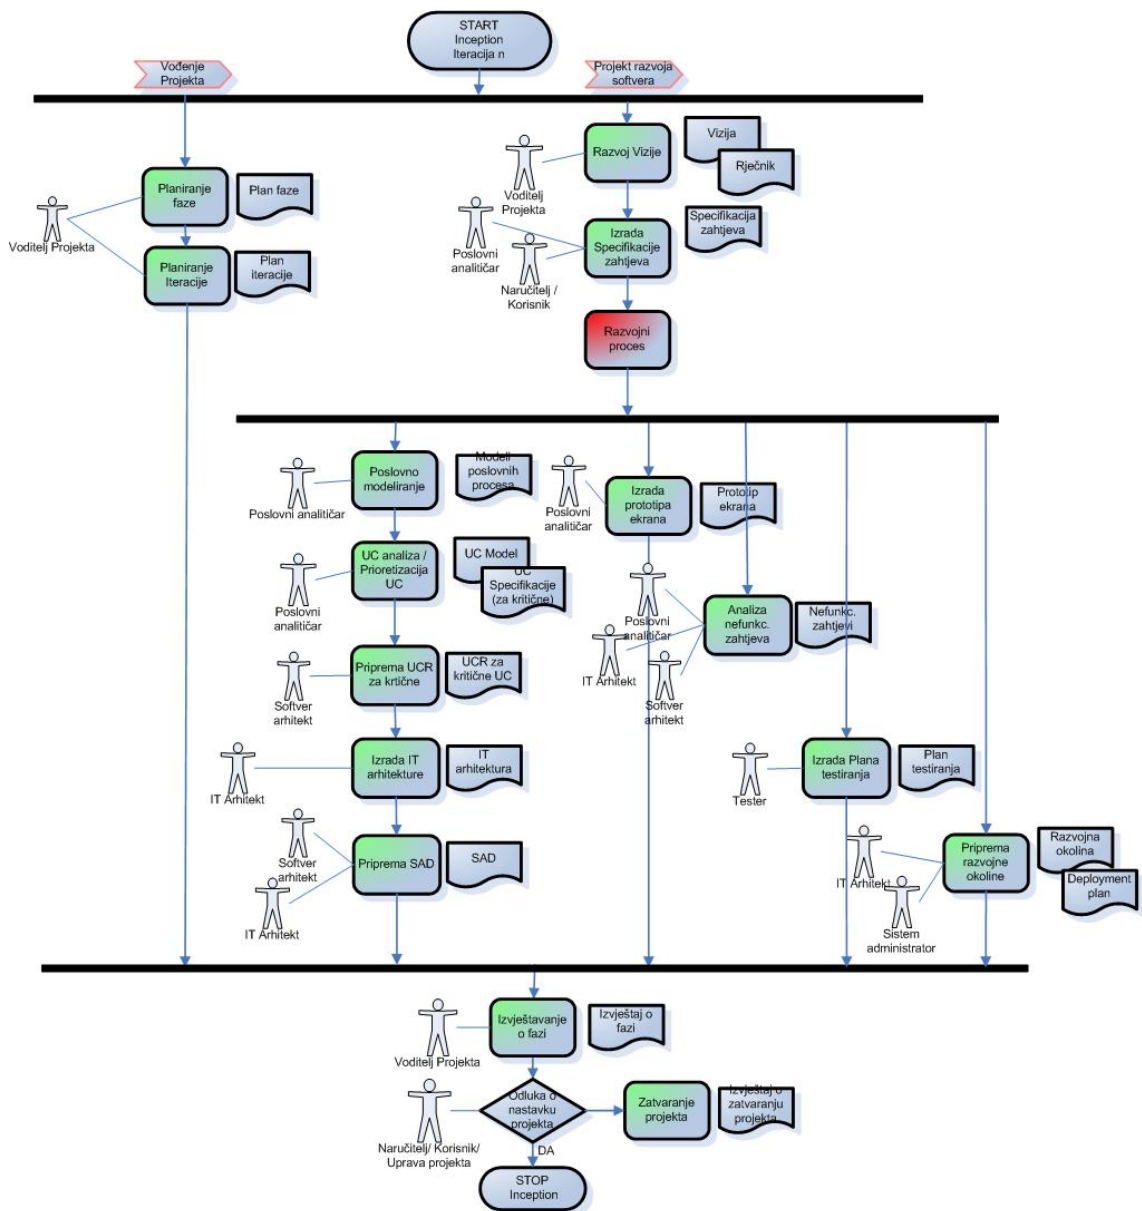 START
Inception
Iteracija n
Vođenje
Projekta
Projekt razvoja
softvera
Razvoj Vizije
Vizija
Rječnik
Voditelj
Projekta
Planiranje
faze
Plan faze
Voditelj Projekta
Planiranje
Iteracije
Plan
iteracije
Izrada
Specifikacije
zahtjeva
Specifikacija
zahtjeva
Poslovni
analitičar
Naručitelj /
Korisnik
Razvojni
proces
Poslovno
modeliranje
Modeli
poslovnih
procesa
Poslovni analitičar
Izrada
prototipa
ekrana
Prototip
ekrana
Poslovni
analitičar
UC analiza /
Prioretizacija
UC
UC Model
UC
Specifikacije
(za kritične)
Poslovni
analitičar
Analiza
nefunkc.
zahtjeva
Nefunkc.
zahtjevi
Poslovni
analitičar
IT Arhitekt
Softver
arhitekt
Priprema UCR
za krtične
UCR za
kritične UC
Softver
arhitekt
Izrada IT
arhitekture
IT
arhitektura
IT Arhitekt
Izrada Plana
testiranja
Plan
testiranja
Tester
Priprema SAD
SAD
Softver
arhitekt
IT Arhitekt
Priprema
razvojne
okoline
Razvojna
okolina
Deployment
plan
IT Arhitekt
Sistem
administrator
Izvještavanje
o fazi
Izvještaj o
fazi
Voditelj Projekta
Odluka o
nastavku
projekta
Zatvaranje
projekta
Izvještaj o
zatvaranju
projekta
Naručitelj/ Korisnik/
Uprava projekta
DA
STOP
Inception